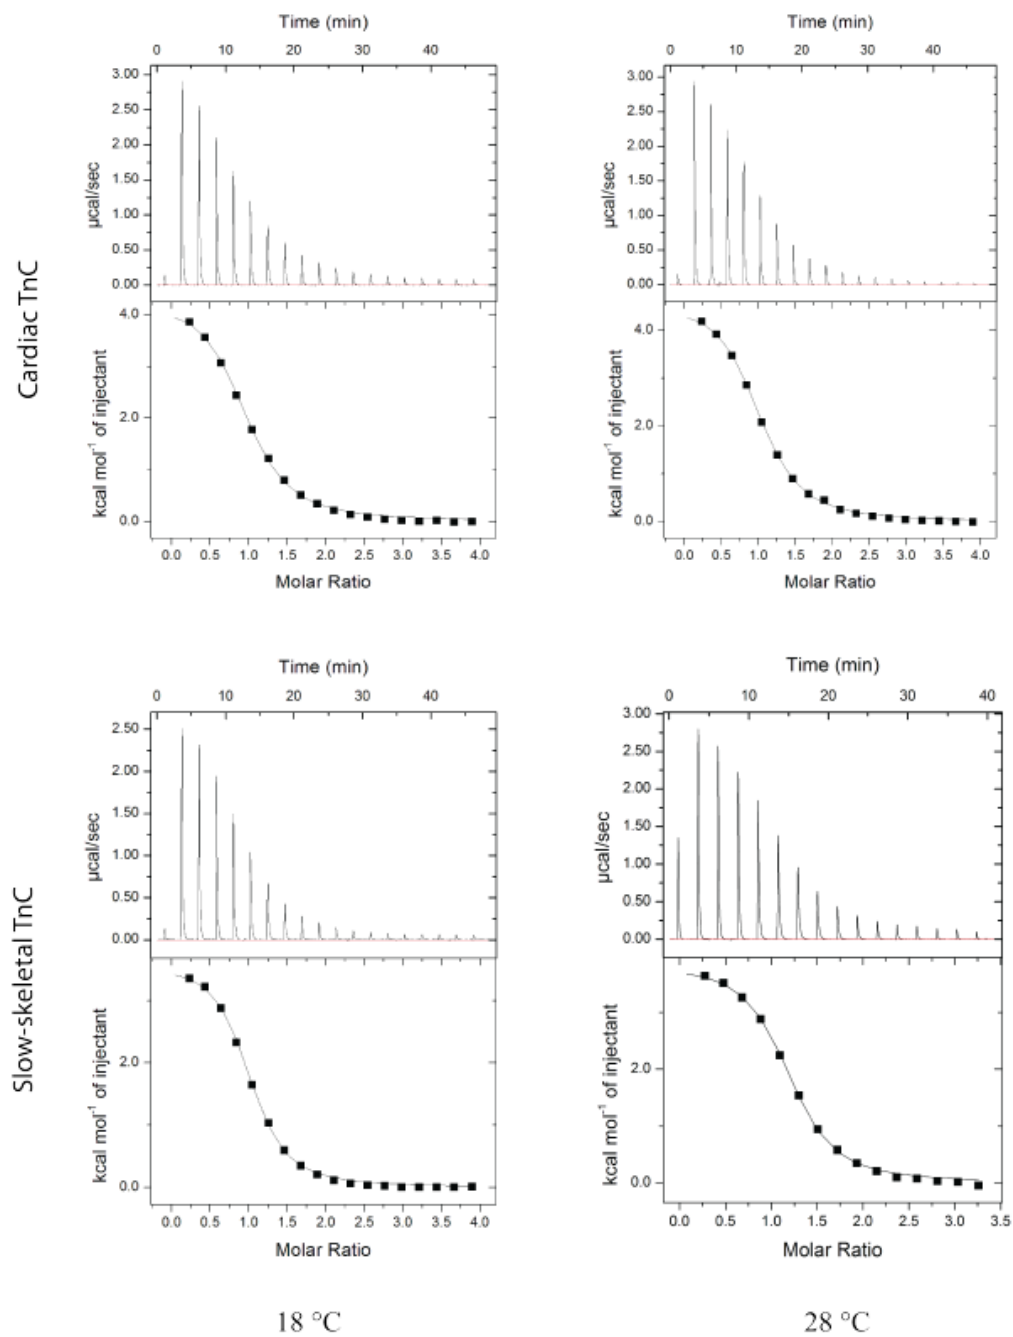 Time (min)
0 10 20 30 40
3.00
2.50
2.00
1.50
1.00
0.50
0.00
µcal/sec
4.0
2.0
0.0
kcal mol⁻¹ of injectant
0.0 0.5 1.0 1.5 2.0 2.5 3.0 3.5 4.0
Molar Ratio
Cardiac TnC
Time (min)
0 10 20 30 40
3.00
2.50
2.00
1.50
1.00
0.50
0.00
µcal/sec
4.0
2.0
0.0
kcal mol⁻¹ of injectant
0.0 0.5 1.0 1.5 2.0 2.5 3.0 3.5 4.0
Molar Ratio
Time (min)
0 10 20 30 40
2.50
2.00
1.50
1.00
0.50
0.00
µcal/sec
2.0
0.0
kcal mol⁻¹ of injectant
0.0 0.5 1.0 1.5 2.0 2.5 3.0 3.5 4.0
Molar Ratio
Slow-skeletal TnC
Time (min)
0 10 20 30 40
3.00
2.50
2.00
1.50
1.00
0.50
0.00
µcal/sec
2.0
0.0
kcal mol⁻¹ of injectant
0.0 0.5 1.0 1.5 2.0 2.5 3.0 3.5
Molar Ratio
18 °C
28 °C